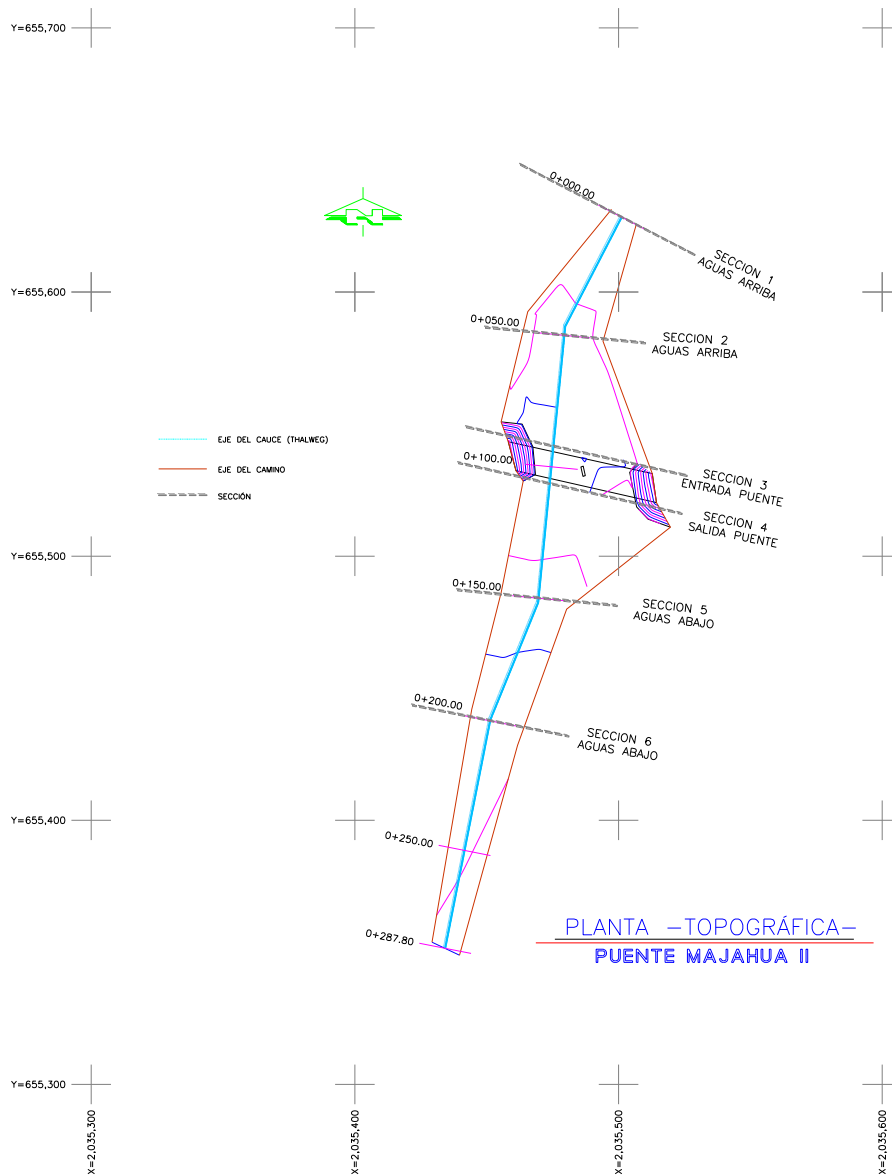 Y=655,700
0+000.00
SECCION 1
AGUAS ARRIBA
N
Y=655,600
0+050.00
SECCION 2
AGUAS ARRIBA
EJE DEL CAUCE (THALWEG)
EJE DEL CAMINO
SECCIÓN
0+100.00
SECCION 3
ENTRADA PUENTE
SECCION 4
SALIDA PUENTE
Y=655,500
0+150.00
SECCION 5
AGUAS ABAJO
0+200.00
SECCION 6
AGUAS ABAJO
Y=655,400
0+250.00
0+287.80
PLANTA -TOPOGRÁFICA-
PUENTE MAJAHUA II
Y=655,300
X=2,035,300
X=2,035,400
X=2,035,500
X=2,035,600